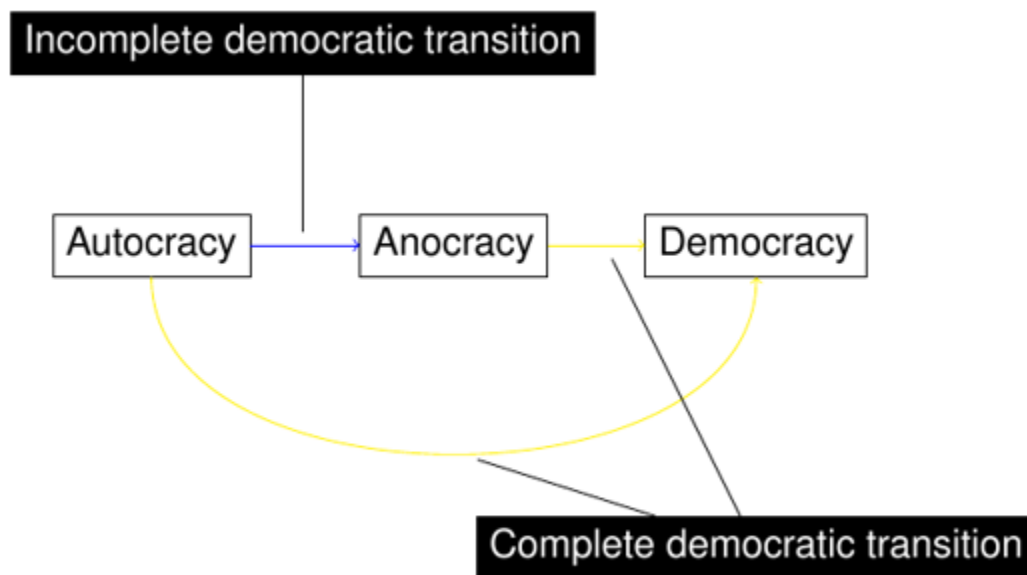 Incomplete democratic transition
Autocracy
Anocracy
Democracy
Complete democratic transition